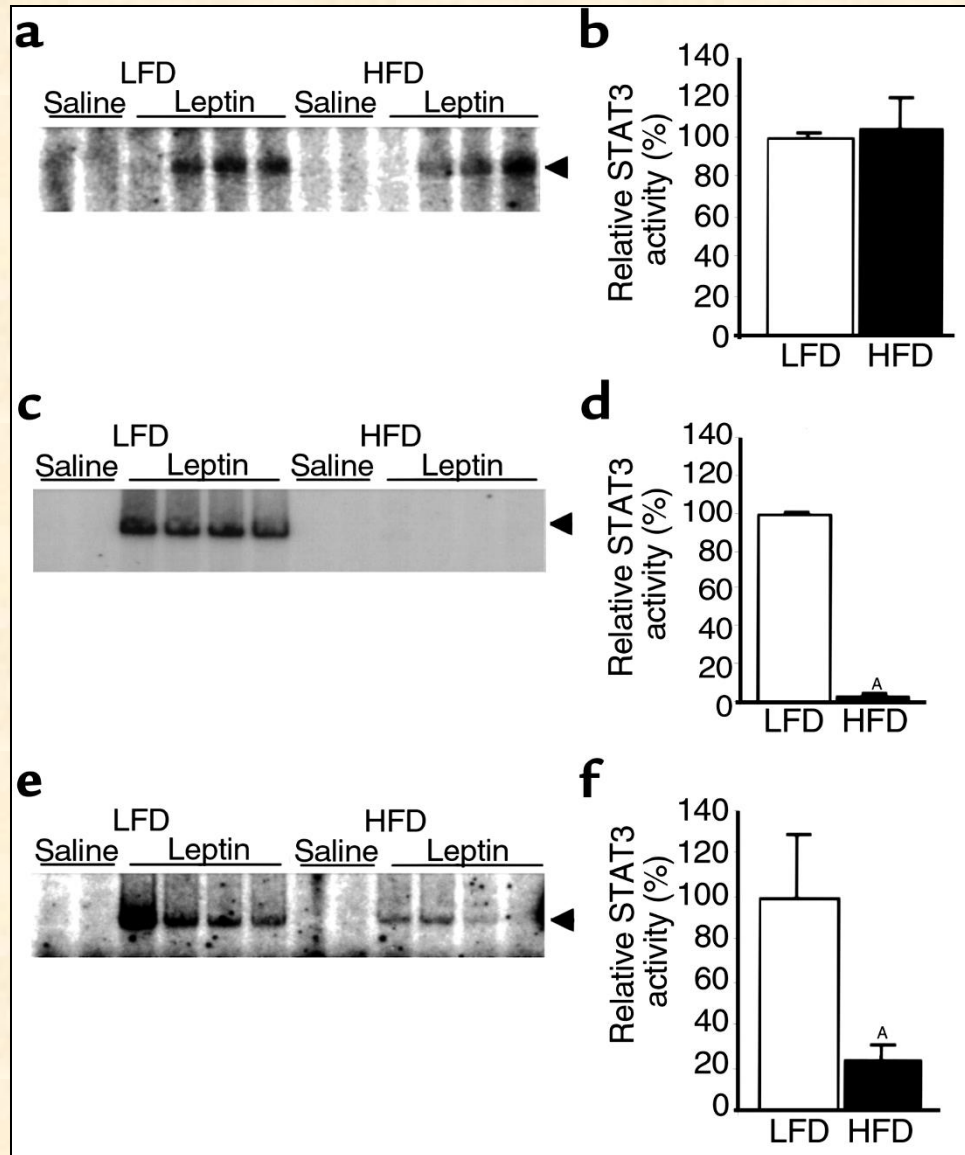 a
LFD HFD
Saline Leptin Saline Leptin
b
Relative STAT3
activity (%)
140
120
100
80
60
40
20
0
LFD HFD
c
LFD HFD
Saline Leptin Saline Leptin
d
Relative STAT3
activity (%)
140
120
100
80
60
40
20
0
A
LFD HFD
e
LFD HFD
Saline Leptin Saline Leptin
f
Relative STAT3
activity (%)
140
120
100
80
60
40
20
0
A
LFD HFD